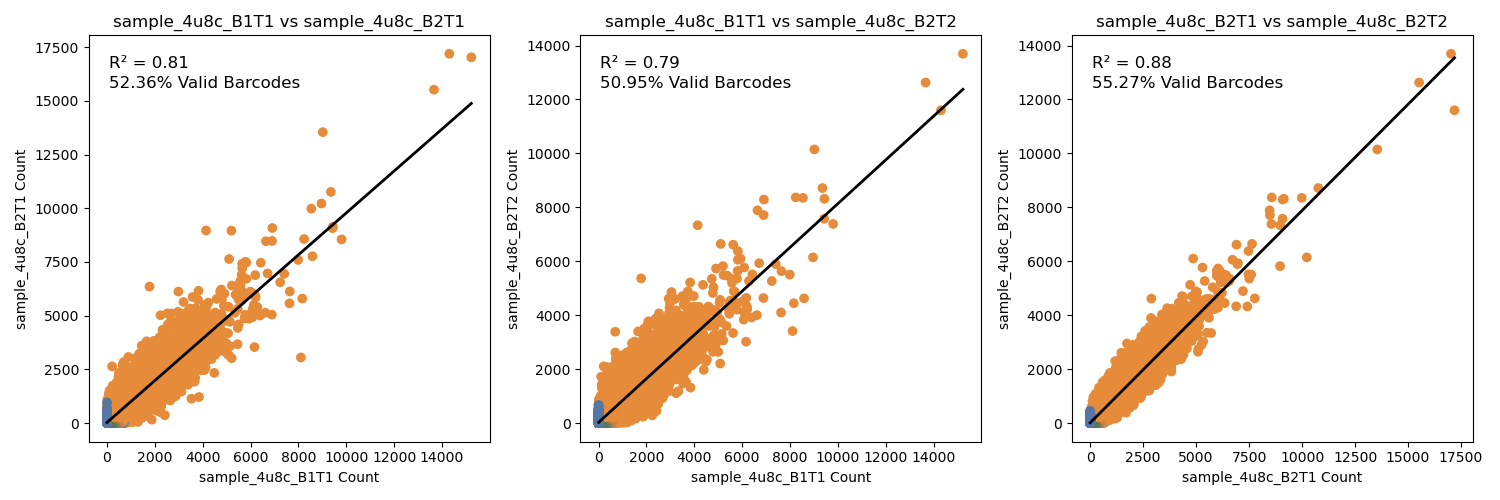 sample_4u8c_B1T1 vs sample_4u8c_B2T1
R² = 0.81
52.36% Valid Barcodes
17500
15000
12500
10000
7500
5000
2500
0
sample_4u8c_B2T1 Count
0 2000 4000 6000 8000 10000 12000 14000
sample_4u8c_B1T1 Count
sample_4u8c_B1T1 vs sample_4u8c_B2T2
R² = 0.79
50.95% Valid Barcodes
14000
12000
10000
8000
6000
4000
2000
0
sample_4u8c_B2T2 Count
0 2000 4000 6000 8000 10000 12000 14000
sample_4u8c_B1T1 Count
sample_4u8c_B2T1 vs sample_4u8c_B2T2
R² = 0.88
55.27% Valid Barcodes
14000
12000
10000
8000
6000
4000
2000
0
sample_4u8c_B2T2 Count
0 2500 5000 7500 10000 12500 15000 17500
sample_4u8c_B2T1 Count